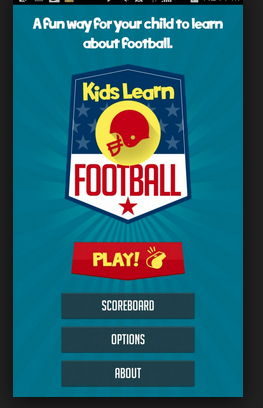 A fun way for your child to learn
about football.
Kids Learn
FOOTBALL
PLAY!
SCOREBOARD
OPTIONS
ABOUT